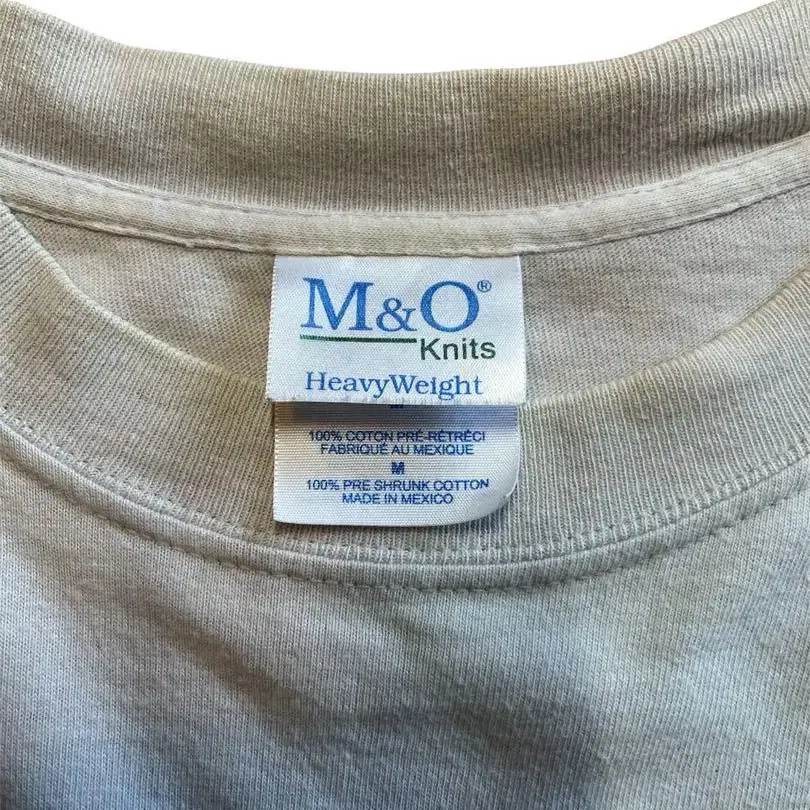 M&O®
Knits
HeavyWeight
100% COTON PRÉ-RÉTRÉCI
FABRIQUÉ AU MEXIQUE
M
100% PRE SHRUNK COTTON
MADE IN MEXICO